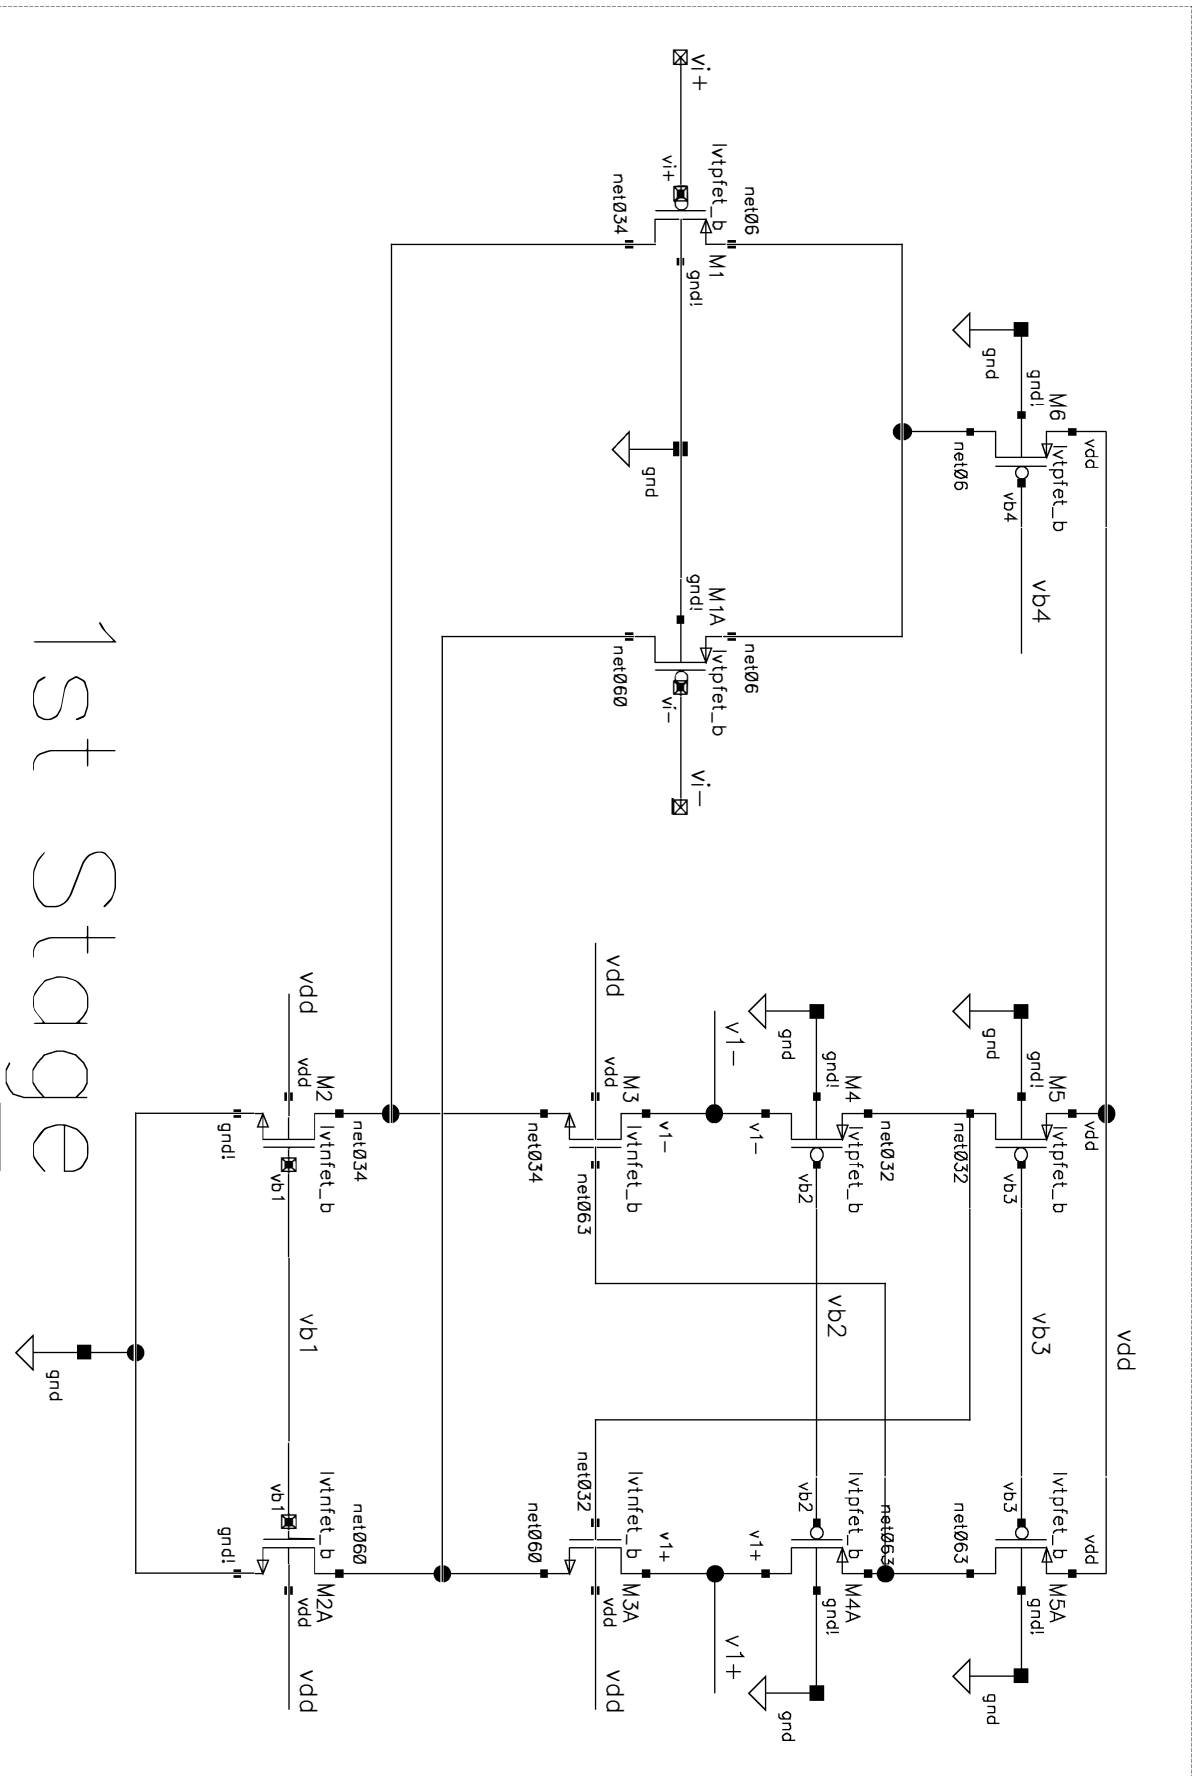 vdd
vdd
vdd
vdd
M6
lvtpfet_b
M5
lvtpfet_b
lvtpfet_b
M5A
gnd!
vb4
gnd!
vb3
gnd!
vb4
vb3
vb3
gnd
gnd
gnd
net06
net032
net063
net032
net063
M4
lvtpfet_b
lvtpfet_b
M4A
gnd!
vb2
gnd!
vb2
vb2
gnd
gnd
net06
net06
v1-
v1-
v1+
v1+
lvtpfet_b
M1
M1A
lvtpfet_b
vi+
gnd!
gnd!
vi-
vi+
vi-
gnd
v1-
v1+
M3
lvtnfet_b
lvtnfet_b
M3A
vdd
vdd
vdd
vdd
net034
net060
net063
net032
net034
net060
net034
net060
M2
lvtnfet_b
lvtnfet_b
M2A
vdd
vdd
vb1
vdd
vdd
vb1
vb1
gnd!
gnd!
gnd
1st Stage